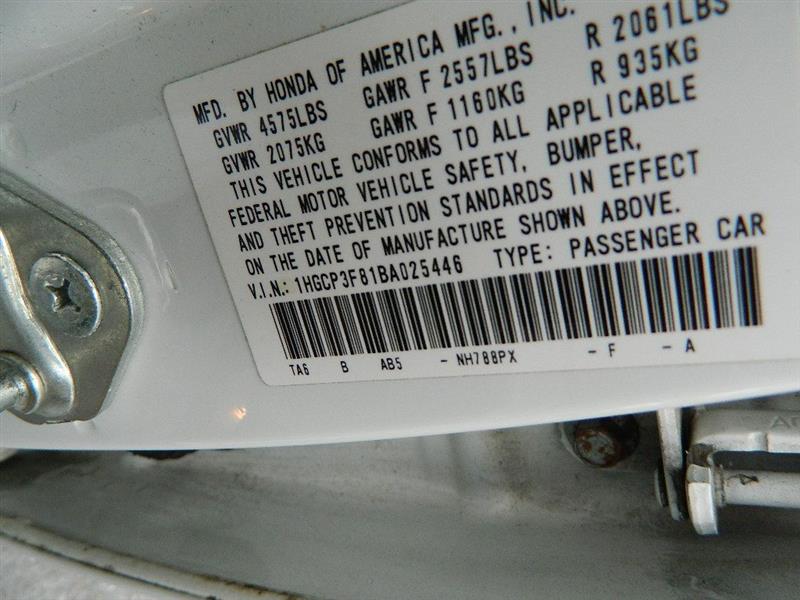 MFD. BY HONDA OF AMERICA MFG., INC.
GVWR 4575LBS GAWR F 2557LBS R 2061LBS
GVWR 2075KG GAWR F 1160KG R 935KG
THIS VEHICLE CONFORMS TO ALL APPLICABLE
FEDERAL MOTOR VEHICLE SAFETY, BUMPER,
AND THEFT PREVENTION STANDARDS IN EFFECT
ON THE DATE OF MANUFACTURE SHOWN ABOVE.
V.I.N.: 1HGCP3F81BA025446 TYPE: PASSENGER CAR
TA6 B AB5 - NH788PX - F - A